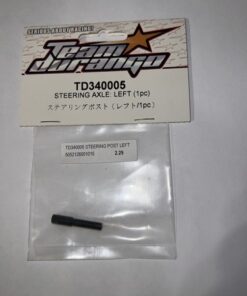 SERIOUS ABOUT RACING!
Team
Durango
TD340005
STEERING AXLE: LEFT (1pc)
ステアリングポスト (レフト/1pc)
TD340005 STEERING POST LEFT
2.25